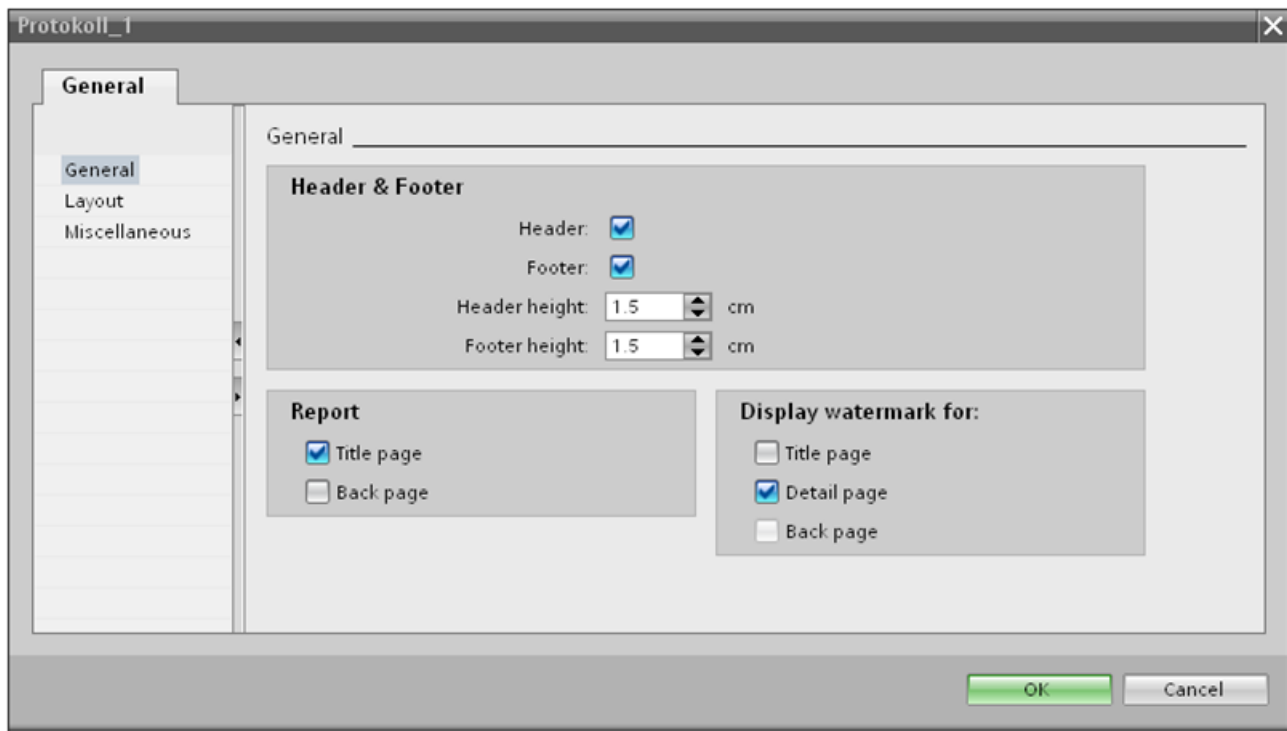 Protokoll_1
General
General
Layout
Miscellaneous
General
Header & Footer
Header:
Footer:
Header height: 1.5 cm
Footer height: 1.5 cm
Report
Title page
Back page
Display watermark for:
Title page
Detail page
Back page
OK Cancel